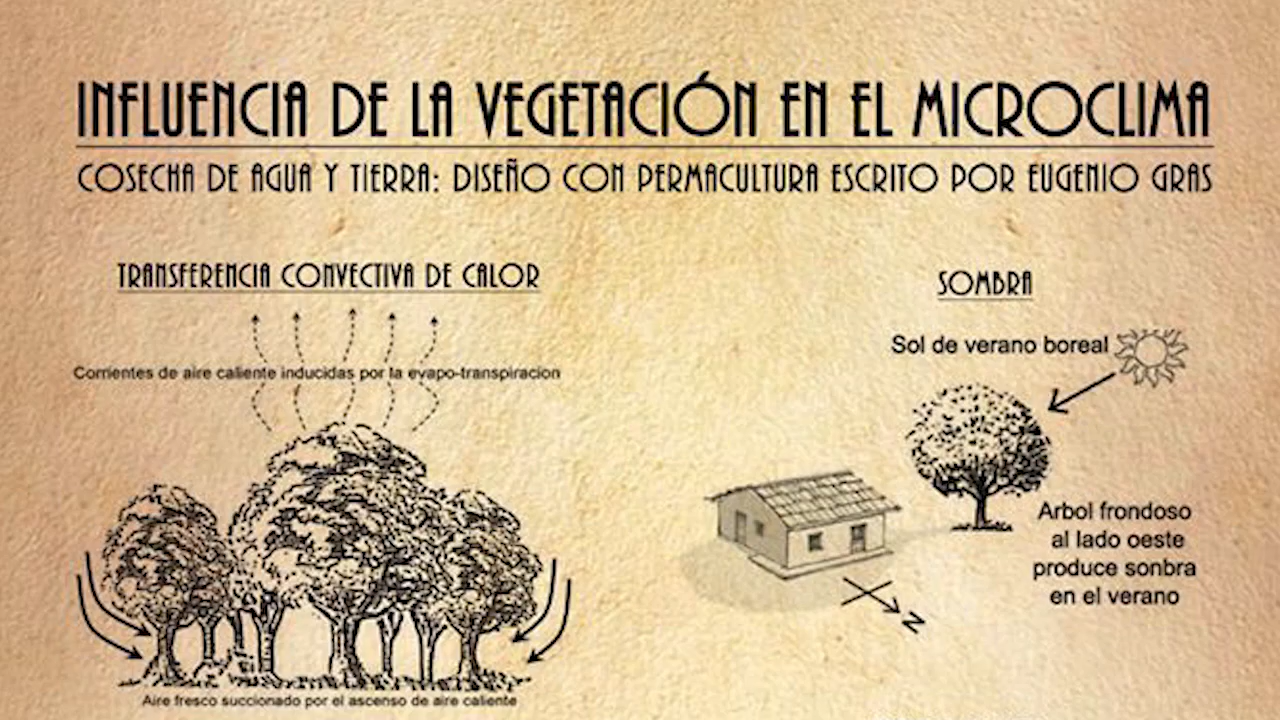 INFLUENCIA DE LA VEGETACIÓN EN EL MICROCLIMA
COSECHA DE AGUA Y TIERRA: DISEÑO CON PERMACULTURA ESCRITO POR EUGENIO GRAS
TRANSFERENCIA CONVECTIVA DE CALOR
Corrientes de aire caliente inducidas por la evapo-transpiracion
Aire fresco succionado por el ascenso de aire caliente
SOMBRA
Sol de verano boreal
Arbol frondoso
al lado oeste
produce sonbra
en el verano
N